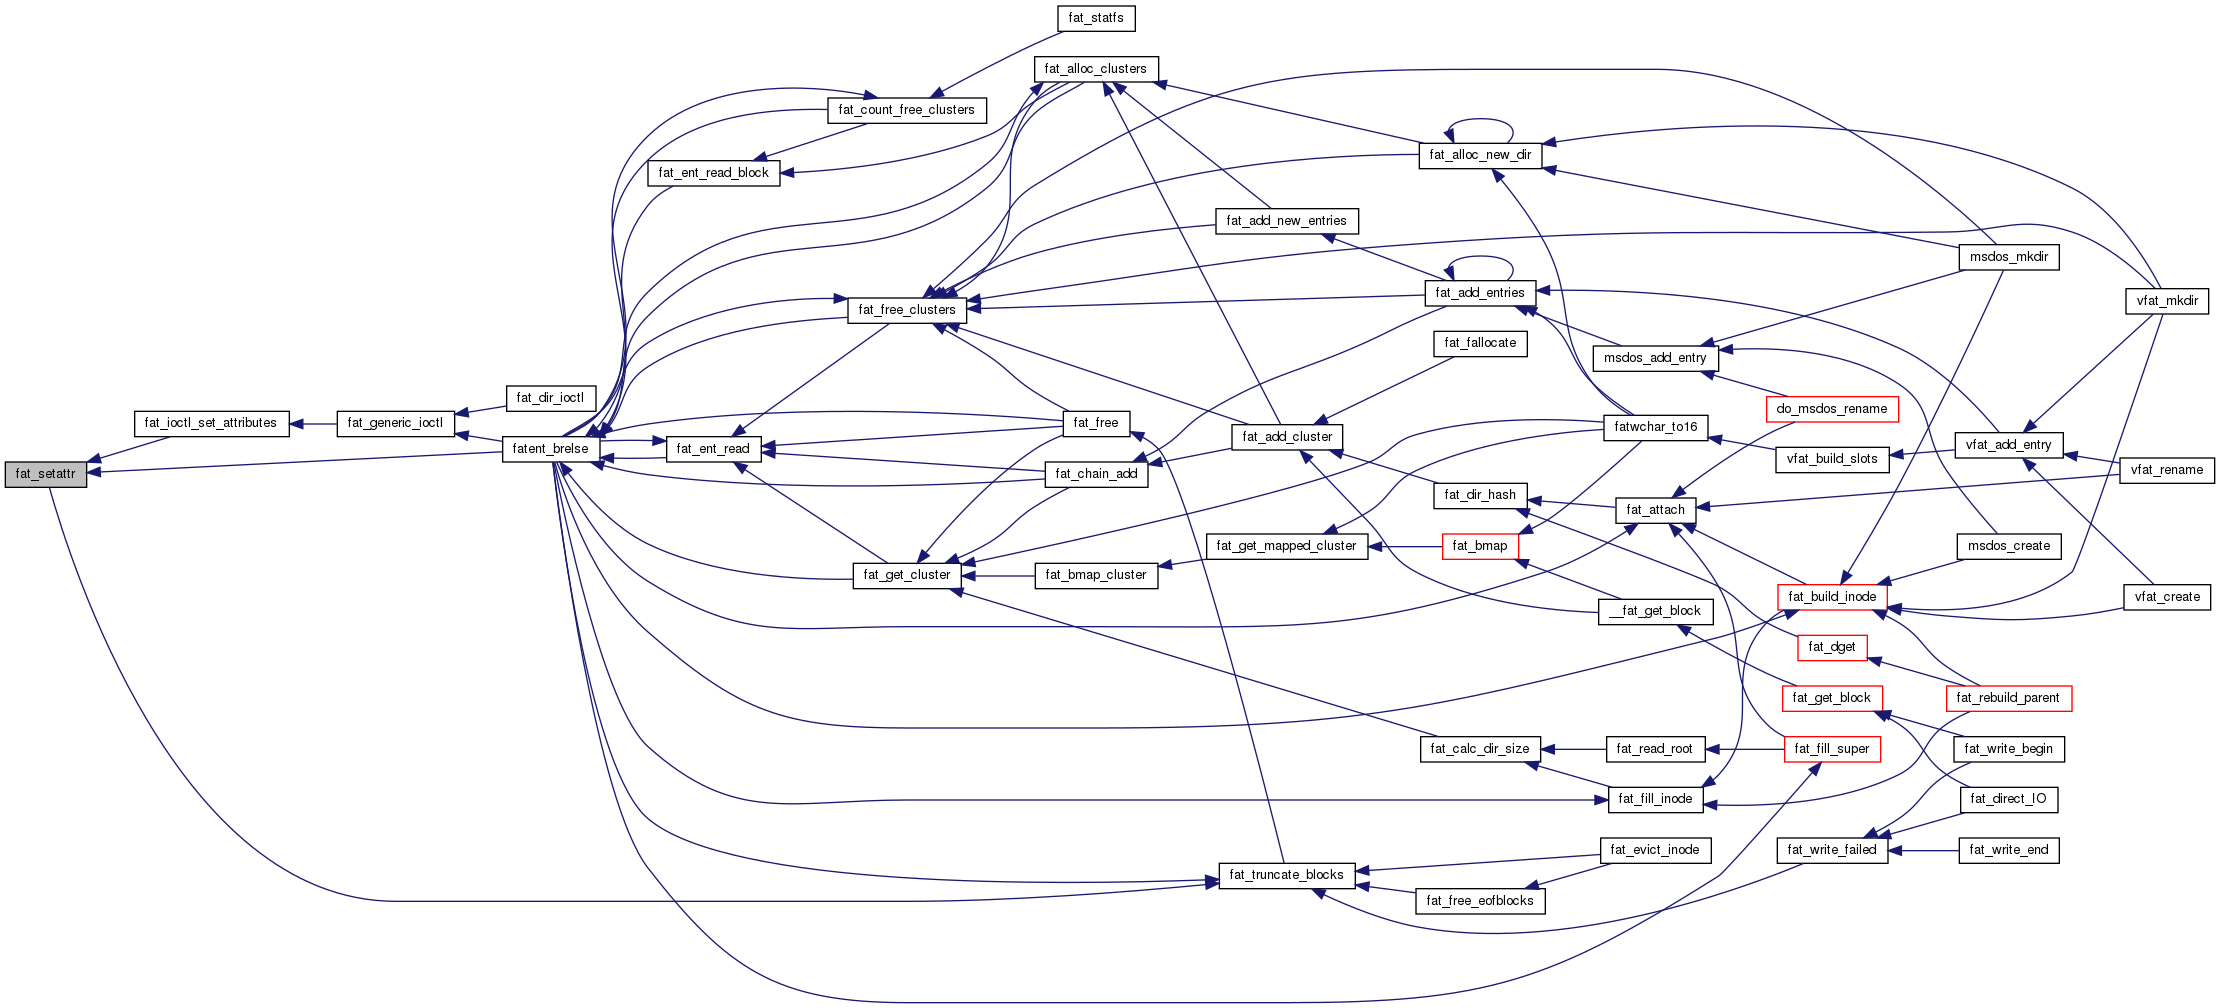 fat_statfs
fat_alloc_clusters
fat_count_free_clusters
fat_alloc_new_dir
fat_ent_read_block
fat_add_new_entries
msdos_mkdir
fat_add_entries
vfat_mkdir
fat_free_clusters
fat_fallocate
msdos_add_entry
fat_dir_ioctl
do_msdos_rename
fat_ioctl_set_attributes
fat_generic_ioctl
fat_free
fatwchar_to16
fat_add_cluster
vfat_add_entry
fatent_brelse
fat_ent_read
vfat_build_slots
vfat_rename
fat_setattr
fat_chain_add
fat_dir_hash
fat_attach
fat_get_mapped_cluster
fat_bmap
msdos_create
fat_get_cluster
fat_bmap_cluster
fat_build_inode
vfat_create
__fat_get_block
fat_dget
fat_get_block
fat_rebuild_parent
fat_calc_dir_size
fat_read_root
fat_fill_super
fat_write_begin
fat_fill_inode
fat_direct_IO
fat_evict_inode
fat_write_failed
fat_write_end
fat_truncate_blocks
fat_free_eofblocks